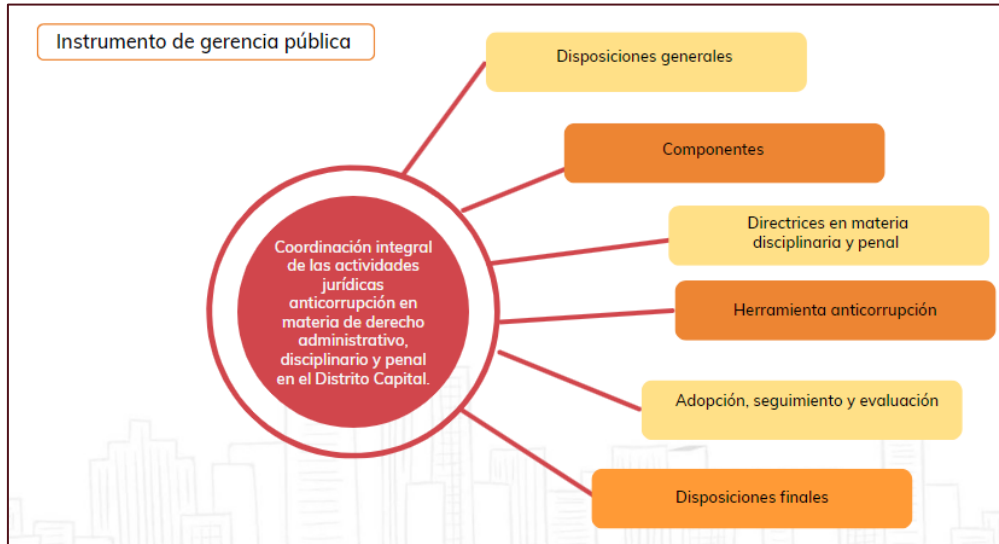 Instrumento de gerencia pública
Disposiciones generales
Componentes
Directrices en materia
disciplinaria y penal
Herramienta anticorrupción
Adopción, seguimiento y evaluación
Disposiciones finales
Coordinación integral
de las actividades
jurídicas
anticorrupción en
materia de derecho
administrativo,
disciplinario y penal
en el Distrito Capital.